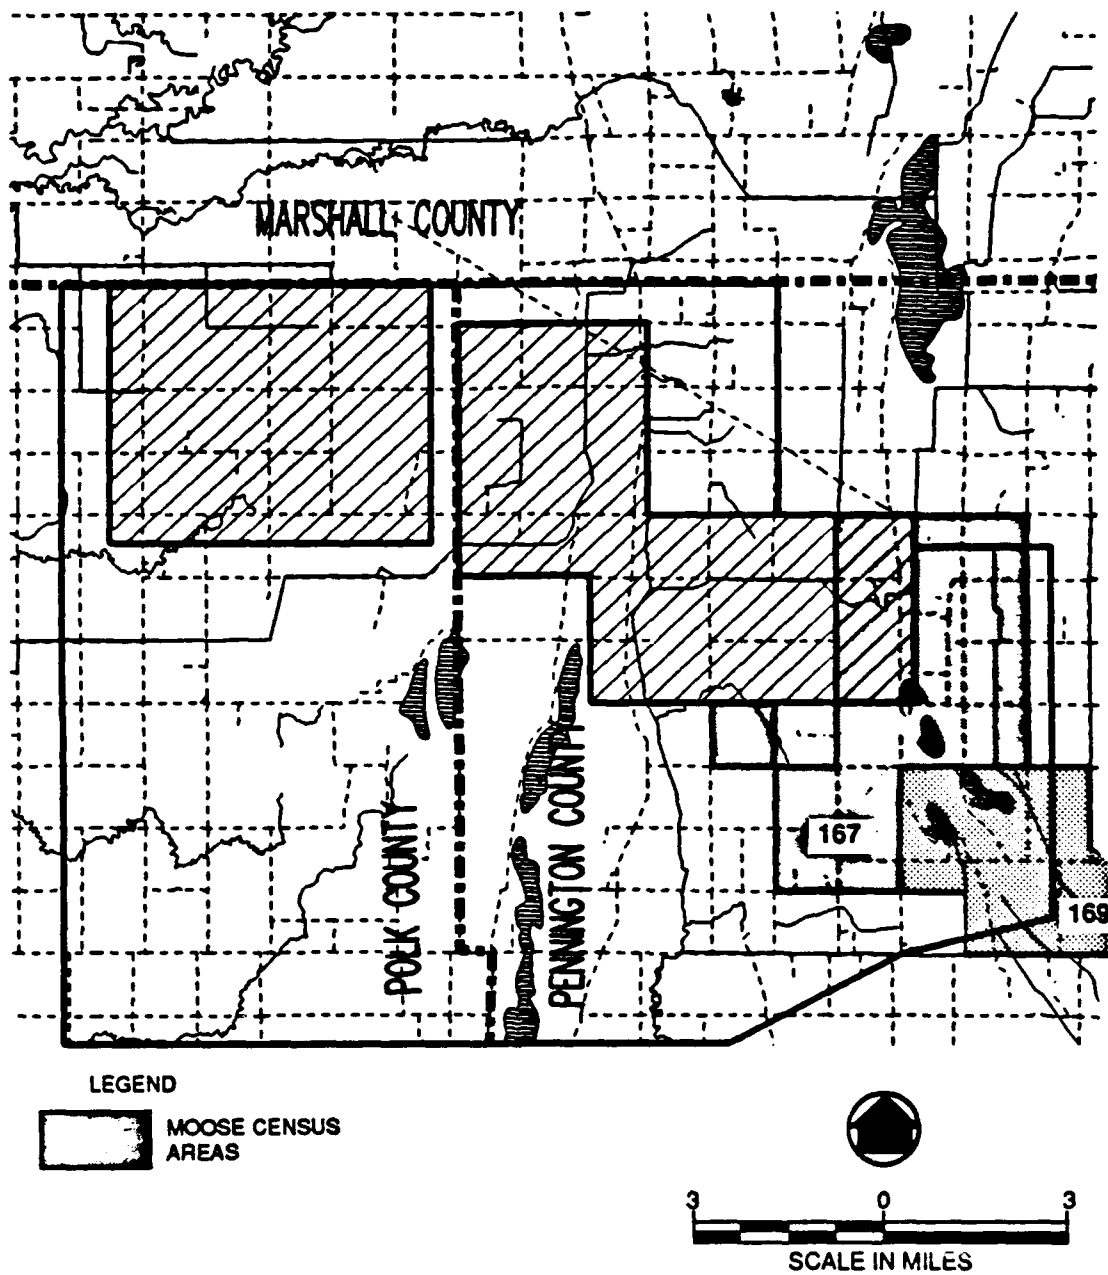 MARSHALL COUNTY
POLK COUNTY
PENNINGTON COUNTY
167
169
LEGEND
MOOSE CENSUS
AREAS
3 0 3
SCALE IN MILES